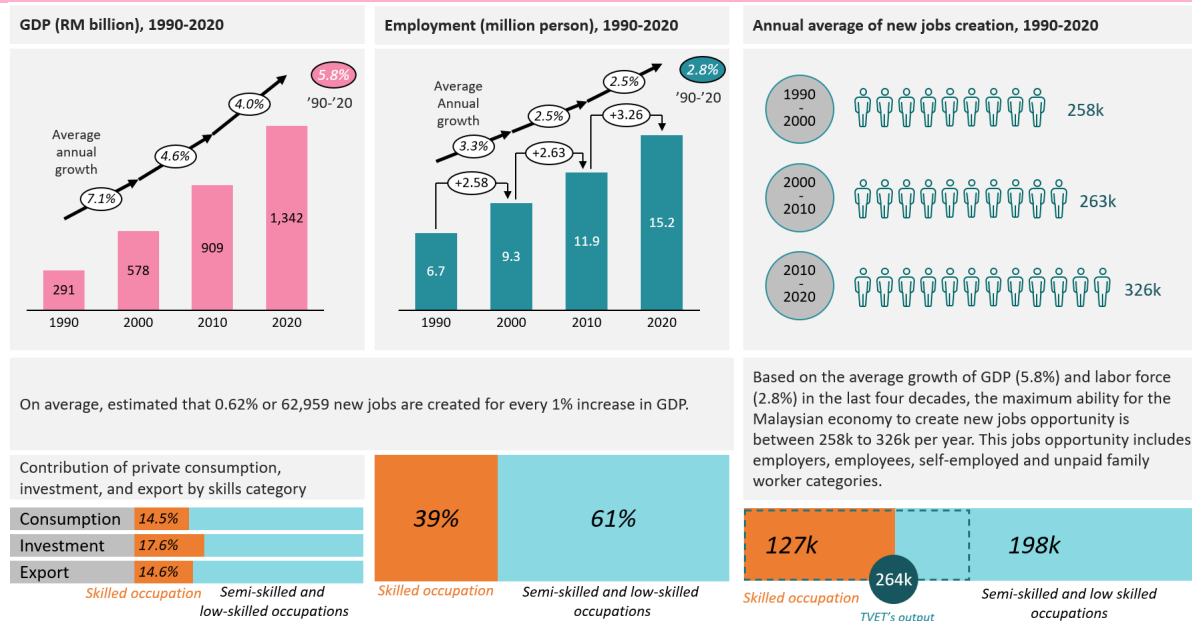 GDP (RM billion), 1990-2020
5.8%
'90-'20
4.0%
Average
annual
growth
4.6%
7.1%
1,342
909
578
291
1990
2000
2010
2020
Employment (million person), 1990-2020
2.8%
'90-'20
2.5%
Average
Annual
growth
+3.26
2.5%
3.3%
+2.63
+2.58
15.2
11.9
9.3
6.7
1990
2000
2010
2020
Annual average of new jobs creation, 1990-2020
1990
-
2000
258k
2000
-
2010
263k
2010
-
2020
326k
On average, estimated that 0.62% or 62,959 new jobs are created for every 1% increase in GDP.
Contribution of private consumption,
investment, and export by skills category
Consumption 14.5%
Investment 17.6%
Export 14.6%
Skilled occupation
Semi-skilled and
low-skilled occupations
39%
61%
Skilled occupation
Semi-skilled and low-skilled
occupations
Based on the average growth of GDP (5.8%) and labor force
(2.8%) in the last four decades, the maximum ability for the
Malaysian economy to create new jobs opportunity is
between 258k to 326k per year. This jobs opportunity includes
employers, employees, self-employed and unpaid family
worker categories.
127k
198k
264k
Skilled occupation
TVET's output
Semi-skilled and low skilled
occupations